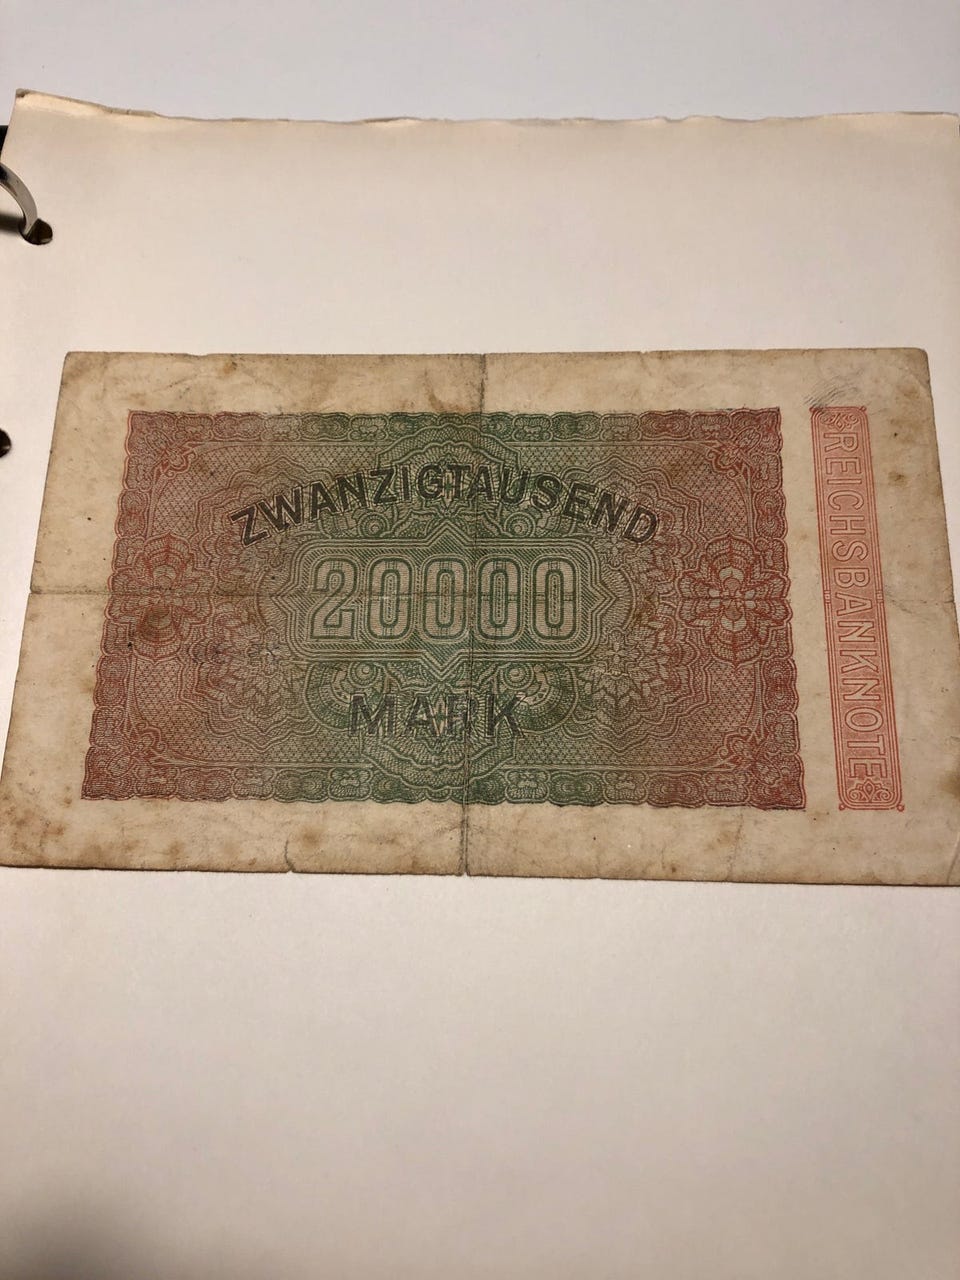 ZWANZIGTAUSEND
20000
MARK
REICHSBANKNOTE